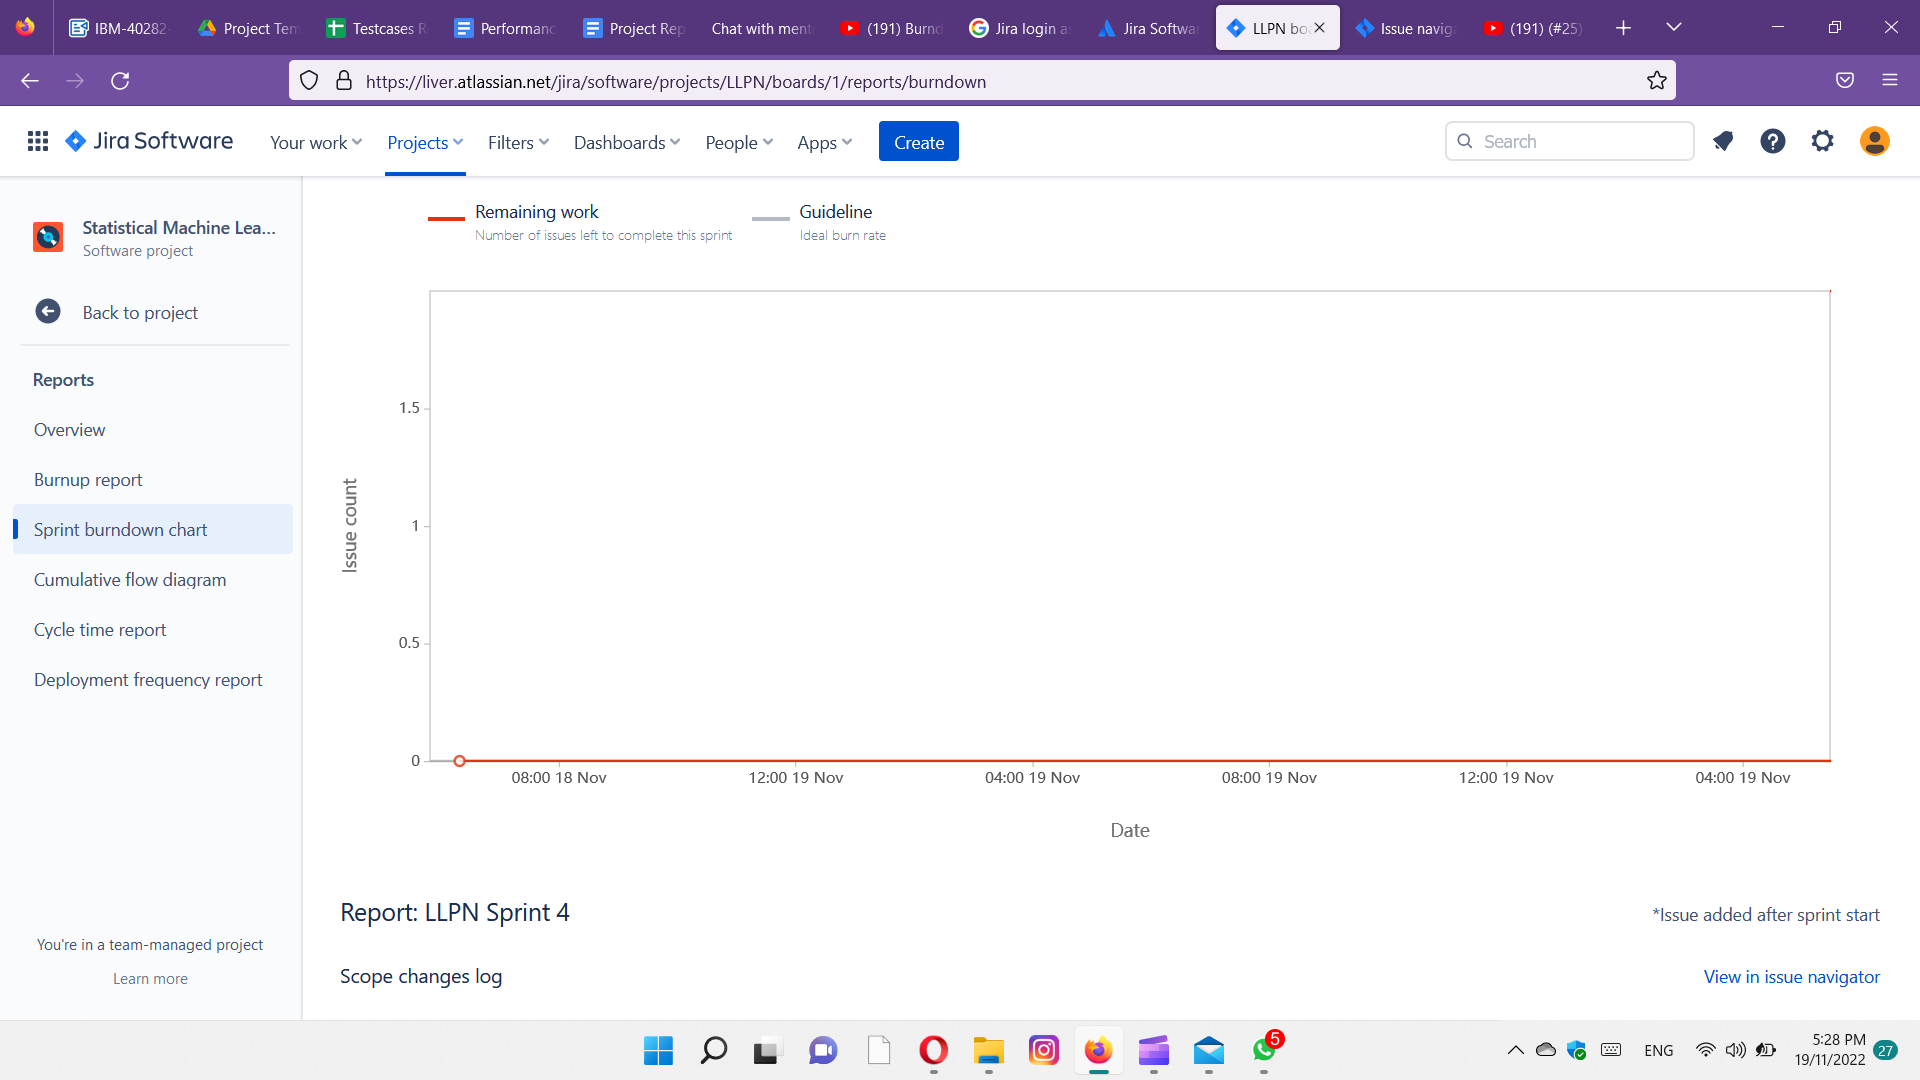 IBM-40282-
Project Tem
Testcases R
Performanc
Project Rep
Chat with ment
(191) Burnd
Jira login as
Jira Softwar
LLPN bo
Issue naviga
(191) (#25)
https://liver.atlassian.net/jira/software/projects/LLPN/boards/1/reports/burndown
Jira Software
Your work
Projects
Filters
Dashboards
People
Apps
Create
Search
Statistical Machine Lea...
Software project
Back to project
Reports
Overview
Burnup report
Sprint burndown chart
Cumulative flow diagram
Cycle time report
Deployment frequency report
You're in a team-managed project
Learn more
Remaining work
Number of issues left to complete this sprint
Guideline
Ideal burn rate
1.5
1
0.5
0
Issue count
08:00 18 Nov
12:00 19 Nov
04:00 19 Nov
08:00 19 Nov
12:00 19 Nov
04:00 19 Nov
Date
Report: LLPN Sprint 4
*Issue added after sprint start
Scope changes log
View in issue navigator
5
ENG
5:28 PM
19/11/2022
27